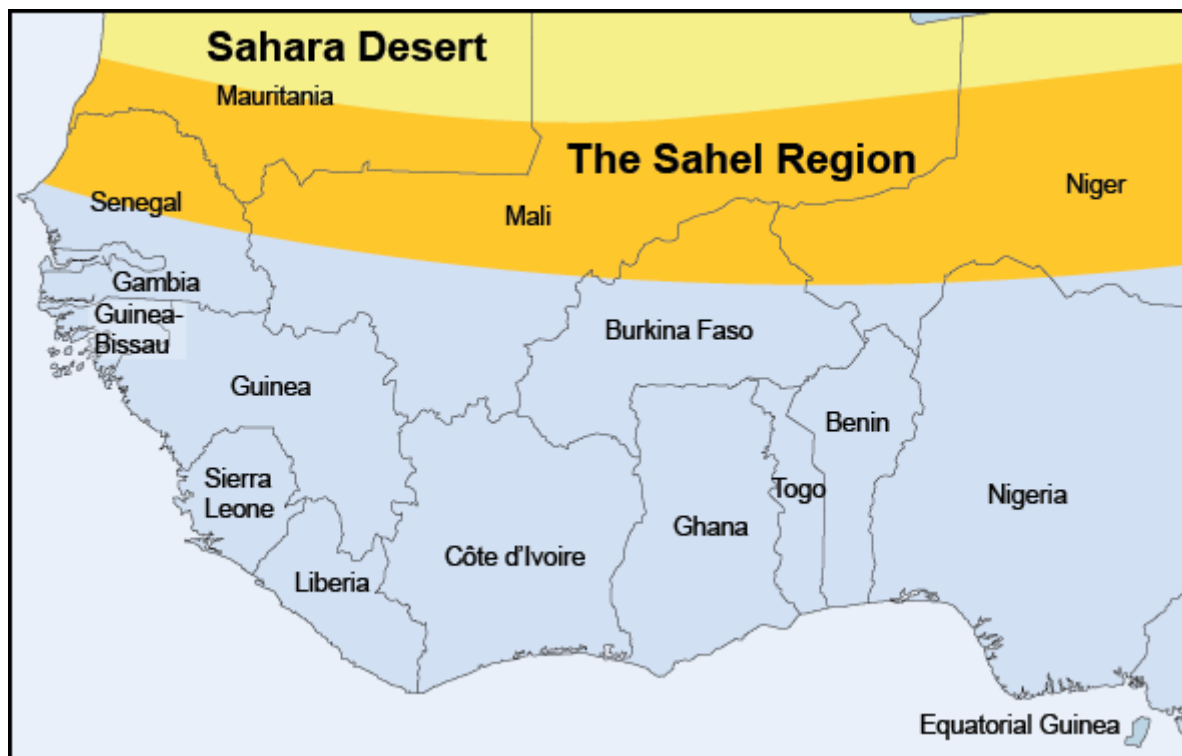 Sahara Desert
Mauritania
The Sahel Region
Niger
Senegal
Mali
Gambia
Guinea-
Bissau
Burkina Faso
Guinea
Benin
Sierra
Leone
Togo
Nigeria
Ghana
Côte d'Ivoire
Liberia
Equatorial Guinea